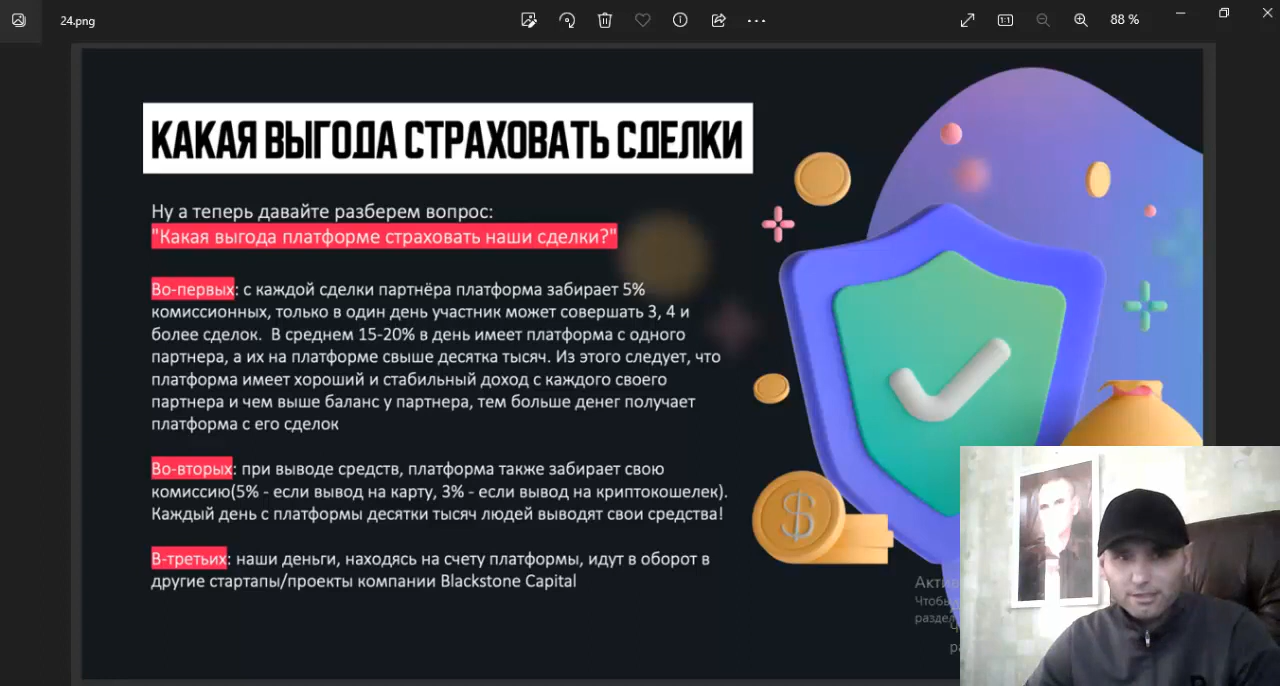 24.png
88 %
КАКАЯ ВЫГОДА СТРАХОВАТЬ СДЕЛКИ
Ну а теперь давайте разберем вопрос:
"Какая выгода платформе страховать наши сделки?"
Во-первых: с каждой сделки партнёра платформа забирает 5%
комиссионных, только в один день участник может совершать 3, 4 и
более сделок. В среднем 15-20% в день имеет платформа с одного
партнера, а их на платформе свыше десятка тысяч. Из этого следует, что
платформа имеет хороший и стабильный доход с каждого своего
партнера и чем выше баланс у партнера, тем больше денег получает
платформа с его сделок
Во-вторых: при выводе средств, платформа также забирает свою
комиссию(5% - если вывод на карту, 3% - если вывод на криптокошелек).
Каждый день с платформы десятки тысяч людей выводят свои средства!
В-третьих: наши деньги, находясь на счету платформы, идут в оборот в
другие стартапы/проекты компании Blackstone Capital